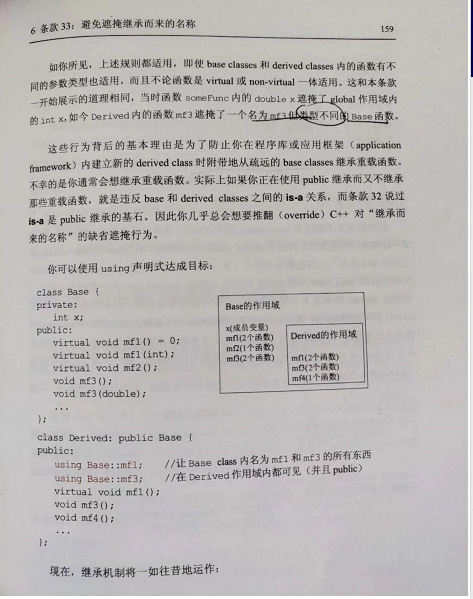 6 条款33：避免遮掩继承而来的名称
159
如你所见，上述规则都适用，即使 base classes 和 derived classes 内的函数有不
同的参数类型也适用，而且不论函数是 virtual 或 non-virtual 一体适用。这和本条款
一开始展示的道理相同，当时函数 someFunc 内的 double x 遮掩了 global 作用域内
的 int x，如今 Derived 内的函数 mf3 遮掩了一个名为 mf3 但类型不同的 Base 函数。
这些行为背后的基本理由是为了防止你在程序库或应用框架（application
framework）内建立新的 derived class 时附带地从疏远的 base classes 继承重载函数。
不幸的是你通常会想继承重载函数。实际上如果你正在使用 public 继承而又不继承
那些重载函数，就是违反 base 和 derived classes 之间的 is-a 关系，而条款 32 说过
is-a 是 public 继承的基石。因此你几乎总会想要推翻（override）C++ 对“继承而
来的名称”的缺省遮掩行为。
你可以使用 using 声明式达成目标：
class Base {
private:
int x;
public:
virtual void mf1() = 0;
virtual void mf1(int);
virtual void mf2();
void mf3();
void mf3(double);
...
};
Base的作用域
x(成员变量)
mf1(2个函数)
mf2(1个函数)
mf3(2个函数)
Derived的作用域
mf1(2个函数)
mf3(2个函数)
mf4(1个函数)
class Derived: public Base {
public:
using Base::mf1; //让 Base class 内名为 mf1 和 mf3 的所有东西
using Base::mf3; //在 Derived 作用域内都可见（并且 public）
virtual void mf1();
void mf3();
void mf4();
...
};
现在，继承机制将一如往昔地运作：